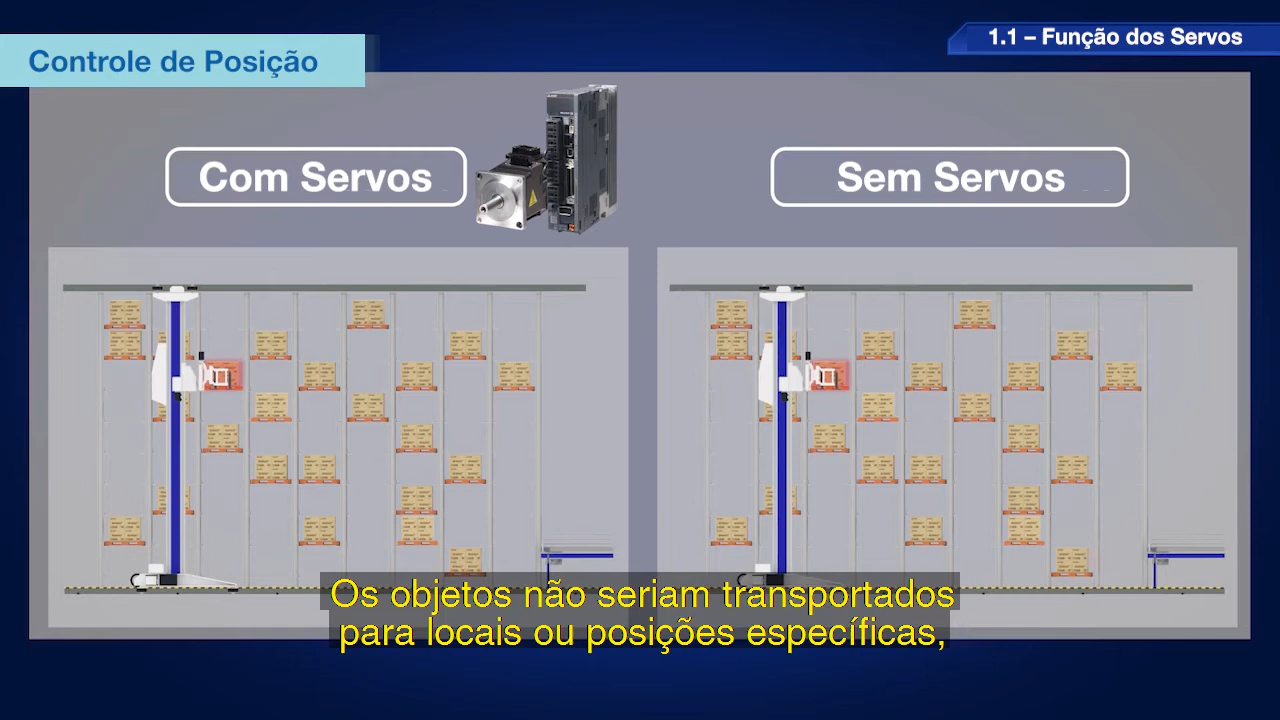 1.1 – Função dos Servos
Controle de Posição
Com Servos
Sem Servos
Os objetos não seriam transportados
para locais ou posições específicas,